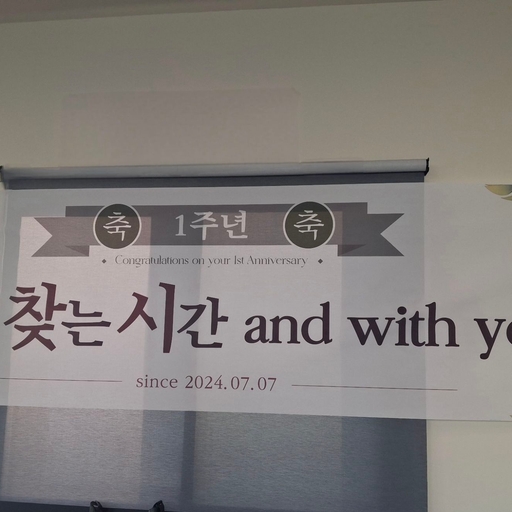 축 1주년 축
Congratulations on your 1st Anniversary
찾는 시간 and with
since 2024.07.07